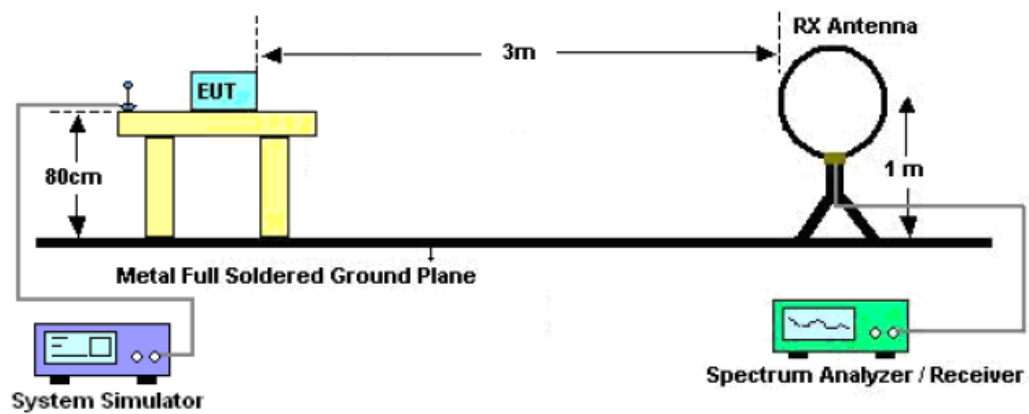 RX Antenna
3m
EUT
80cm
1 m
Metal Full Soldered Ground Plane
System Simulator
Spectrum Analyzer / Receiver